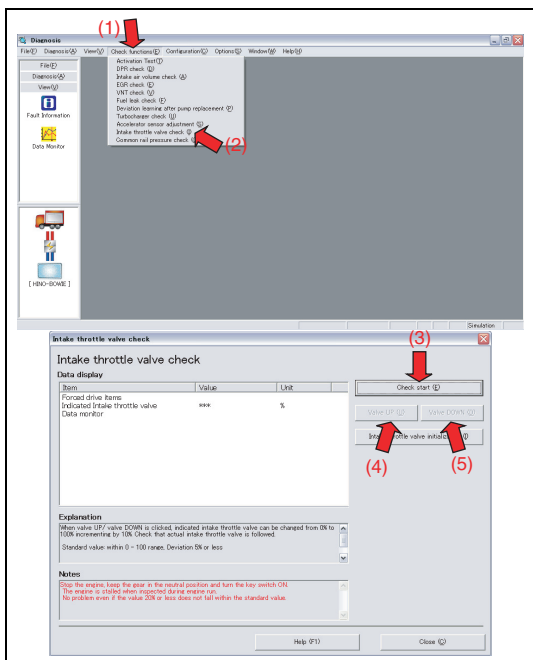 (1)
Diagnosis
File(F) Diagnosis(A) View(V) Check functions(E) Configuration(C) Options(S) Window(W) Help(H)
File(F)
Diagnosis(A)
View(V)
Fault Information
Data Monitor
Activation Test(T)
DPR check (D)
Intake air volume check (A)
EGR check (E)
VNT check (V)
Fuel leak check (F)
Deviation learning after pump replacement (P)
Turbocharger check (U)
Accelerator sensor adjustment (S)
Intake throttle valve check (I)
Common rail pressure check
(2)
[ HINO-BOWIE ]
Simulation
Intake throttle valve check
(3)
Intake throttle valve check
Data display
Item Value Unit
Forced drive items
Indicated Intake throttle valve *** %
Data monitor
Check start (E)
Valve UP (U) Valve DOWN (D)
Intake throttle valve initialize
(4) (5)
Explanation
When valve UP/ valve DOWN is clicked, indicated intake throttle valve can be changed from 0% to
100% incrementing by 10%. Check that actual intake throttle valve is followed.
Standard value: within 0 - 100 range, Deviation 5% or less
Notes
Stop the engine, keep the gear in the neutral position and turn the key switch ON.
The engine is stalled when inspected during engine run.
No problem even if the value 20% or less does not fall within the standard value.
Help (F1) Close (C)